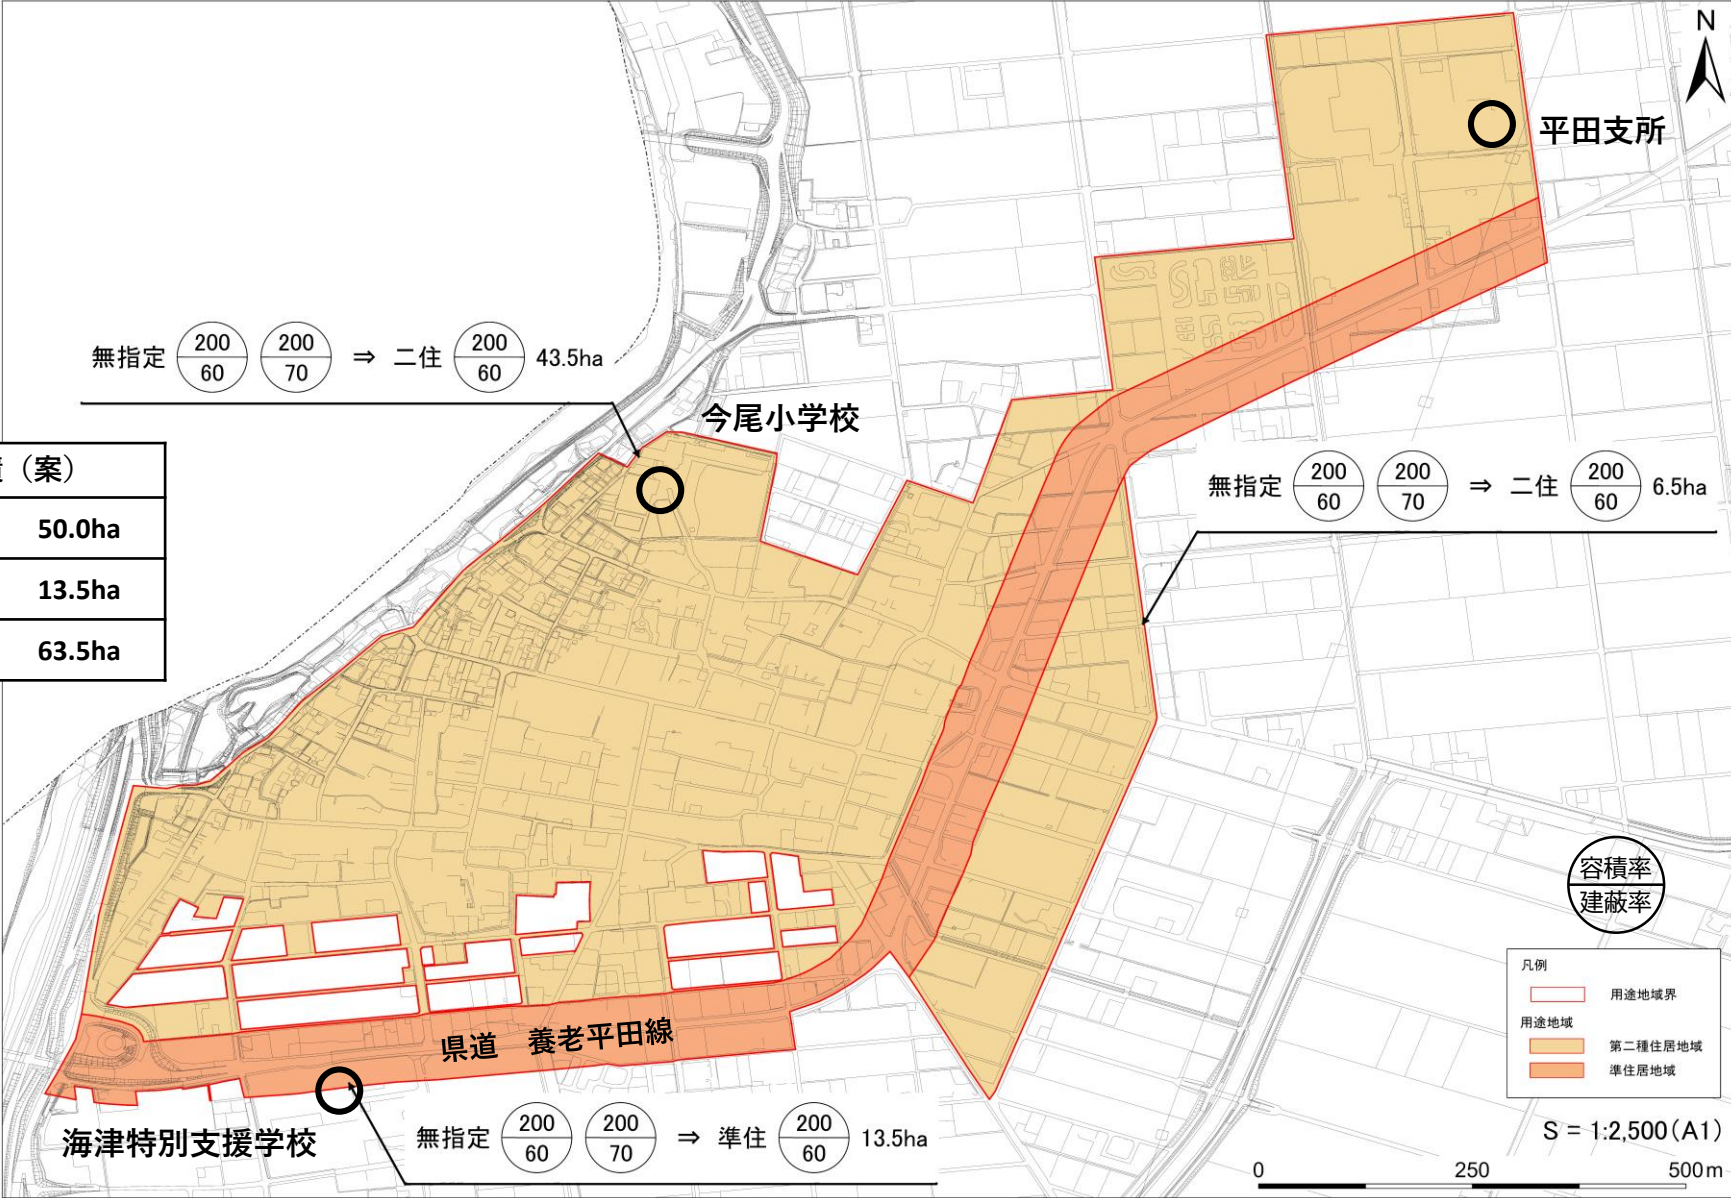 N
平田支所
無指定 200/60 200/70 ⇒ 二住 200/60 43.5ha
今尾小学校
（案）
50.0ha
13.5ha
63.5ha
無指定 200/60 200/70 ⇒ 二住 200/60 6.5ha
容積率
建蔽率
凡例
用途地域界
用途地域
第二種住居地域
準住居地域
県道 養老平田線
海津特別支援学校
無指定 200/60 200/70 ⇒ 準住 200/60 13.5ha
S = 1:2,500(A1)
0 250 500m